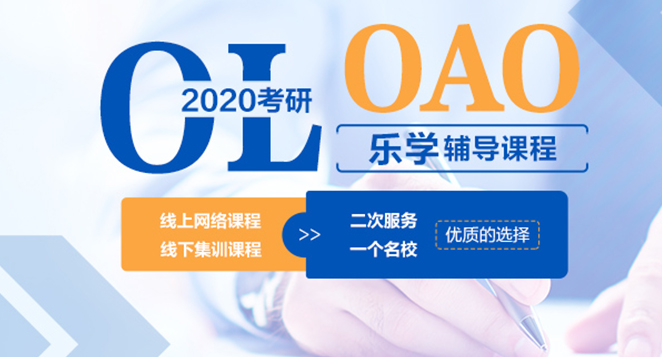 OL
2020考研
OAO
乐学辅导课程
线上网络课程
线下集训课程
>>
二次服务
一个名校
优质的选择